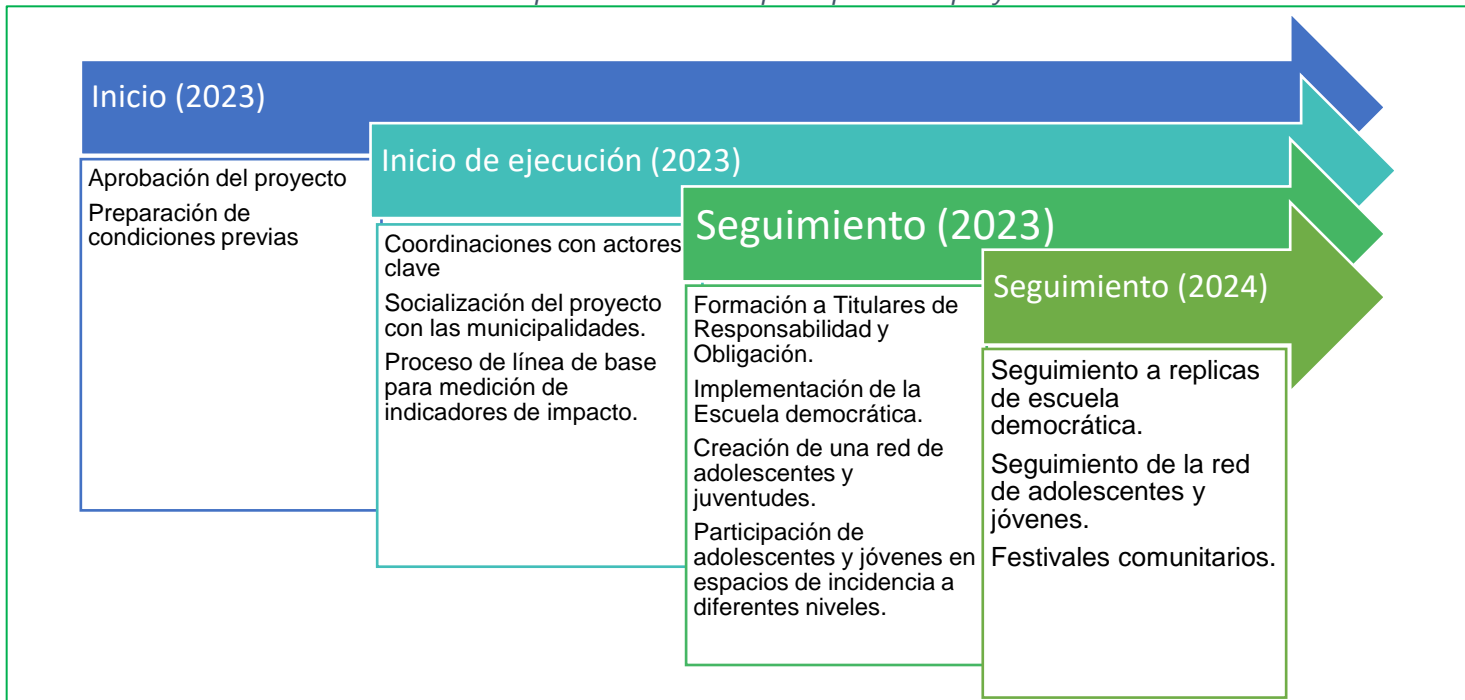 Inicio (2023)
Aprobación del proyecto
Preparación de
condiciones previas
Inicio de ejecución (2023)
Coordinaciones con actores
clave
Socialización del proyecto
con las municipalidades.
Proceso de línea de base
para medición de
indicadores de impacto.
Seguimiento (2023)
Formación a Titulares de
Responsabilidad y
Obligación.
Implementación de la
Escuela democrática.
Creación de una red de
adolescentes y
juventudes.
Participación de
adolescentes y jóvenes en
espacios de incidencia a
diferentes niveles.
Seguimiento (2024)
Seguimiento a replicas
de escuela
democrática.
Seguimiento de la red
de adolescentes y
jóvenes.
Festivales comunitarios.